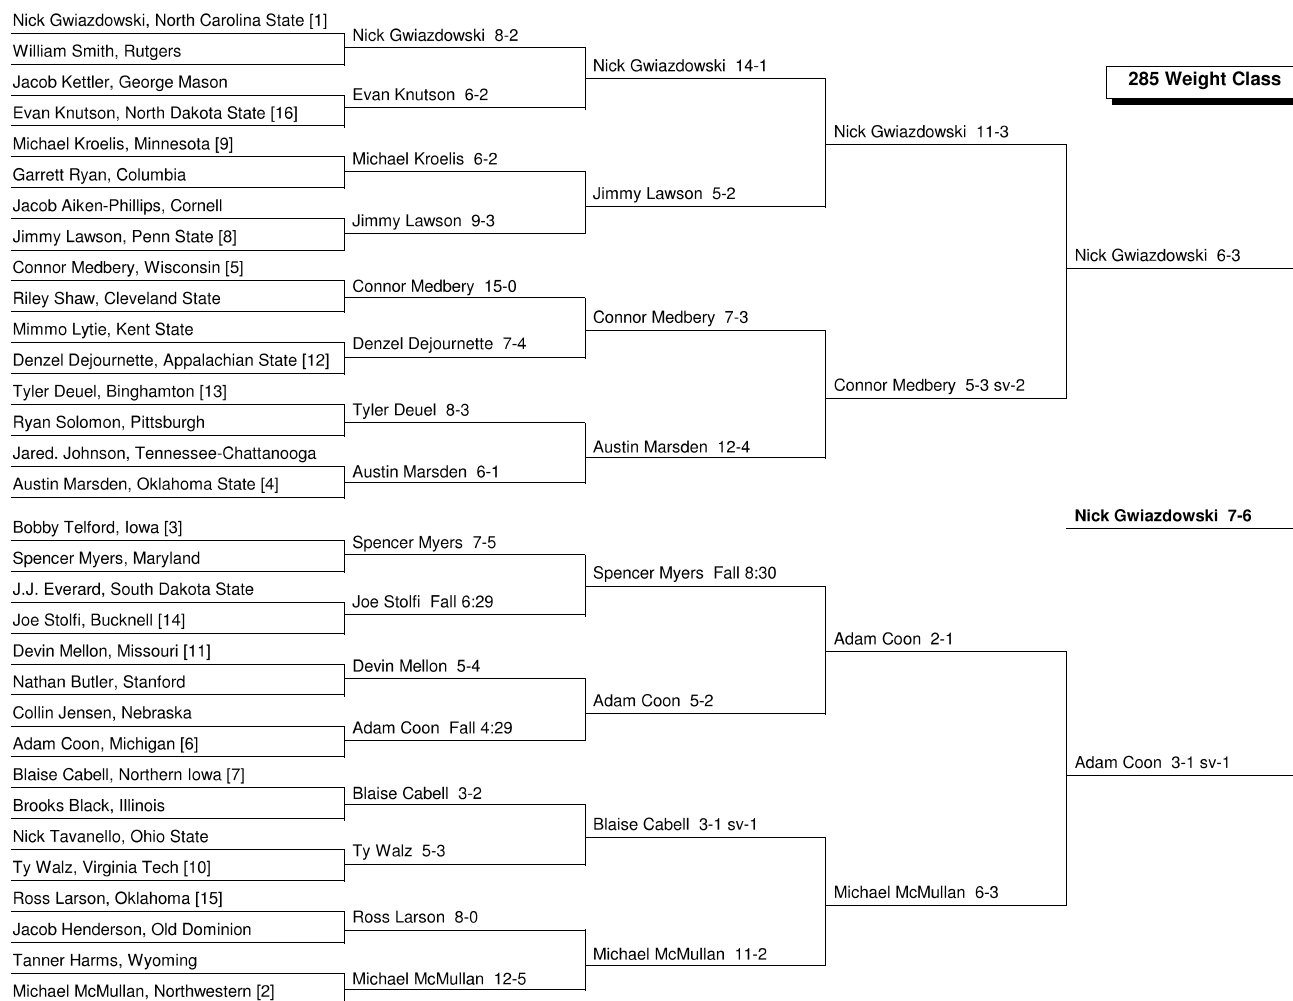 Nick Gwiazdowski, North Carolina State [1]
William Smith, Rutgers
Jacob Kettler, George Mason
Evan Knutson, North Dakota State [16]
Michael Kroelis, Minnesota [9]
Garrett Ryan, Columbia
Jacob Aiken-Phillips, Cornell
Jimmy Lawson, Penn State [8]
Connor Medbery, Wisconsin [5]
Riley Shaw, Cleveland State
Mimmo Lytie, Kent State
Denzel Dejournette, Appalachian State [12]
Tyler Deuel, Binghamton [13]
Ryan Solomon, Pittsburgh
Jared. Johnson, Tennessee-Chattanooga
Austin Marsden, Oklahoma State [4]
Bobby Telford, Iowa [3]
Spencer Myers, Maryland
J.J. Everard, South Dakota State
Joe Stolfi, Bucknell [14]
Devin Mellon, Missouri [11]
Nathan Butler, Stanford
Collin Jensen, Nebraska
Adam Coon, Michigan [6]
Blaise Cabell, Northern Iowa [7]
Brooks Black, Illinois
Nick Tavanello, Ohio State
Ty Walz, Virginia Tech [10]
Ross Larson, Oklahoma [15]
Jacob Henderson, Old Dominion
Tanner Harms, Wyoming
Michael McMullan, Northwestern [2]
Nick Gwiazdowski 8-2
Evan Knutson 6-2
Michael Kroelis 6-2
Jimmy Lawson 9-3
Connor Medbery 15-0
Denzel Dejournette 7-4
Tyler Deuel 8-3
Austin Marsden 6-1
Spencer Myers 7-5
Joe Stolfi Fall 6:29
Devin Mellon 5-4
Adam Coon Fall 4:29
Blaise Cabell 3-2
Ty Walz 5-3
Ross Larson 8-0
Michael McMullan 12-5
Nick Gwiazdowski 14-1
Jimmy Lawson 5-2
Connor Medbery 7-3
Austin Marsden 12-4
Spencer Myers Fall 8:30
Adam Coon 5-2
Blaise Cabell 3-1 sv-1
Michael McMullan 11-2
Nick Gwiazdowski 11-3
Connor Medbery 5-3 sv-2
Adam Coon 2-1
Michael McMullan 6-3
285 Weight Class
Nick Gwiazdowski 6-3
Nick Gwiazdowski 7-6
Adam Coon 3-1 sv-1